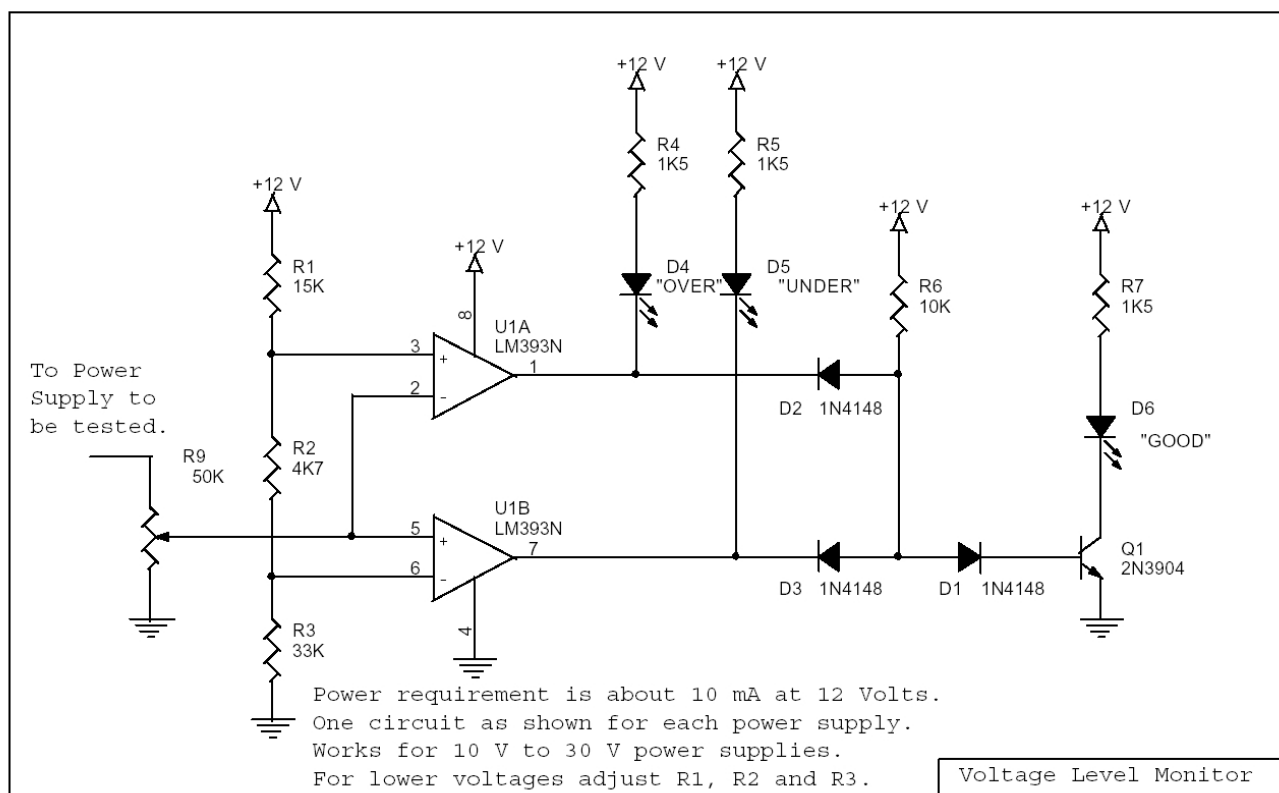 +12 V
+12 V
R4
1K5
R5
1K5
+12 V
+12 V
+12 V
+12 V
R1
15K
D4
"OVER"
D5
"UNDER"
R6
10K
R7
1K5
8
U1A
LM393N
3
+
2
-
1
To Power
Supply to
be tested.
D2 1N4148
D6
"GOOD"
R9
50K
R2
4K7
U1B
LM393N
5
+
6
-
7
Q1
2N3904
D3 1N4148
D1 1N4148
4
R3
33K
Power requirement is about 10 mA at 12 Volts.
One circuit as shown for each power supply.
Works for 10 V to 30 V power supplies.
For lower voltages adjust R1, R2 and R3.
Voltage Level Monitor